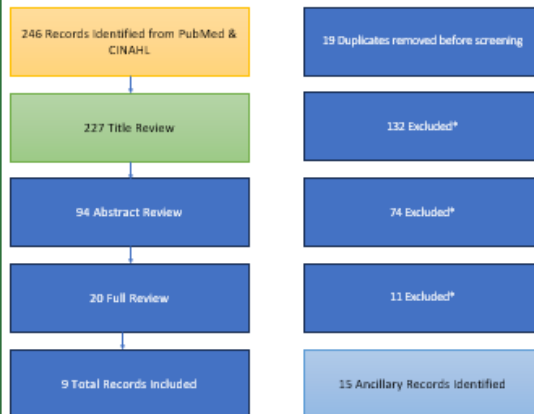 246 Records Identified from PubMed &
CINAHL
19 Duplicates removed before screening
227 Title Review
132 Excluded*
94 Abstract Review
74 Excluded*
20 Full Review
11 Excluded*
9 Total Records Included
15 Ancillary Records Identified